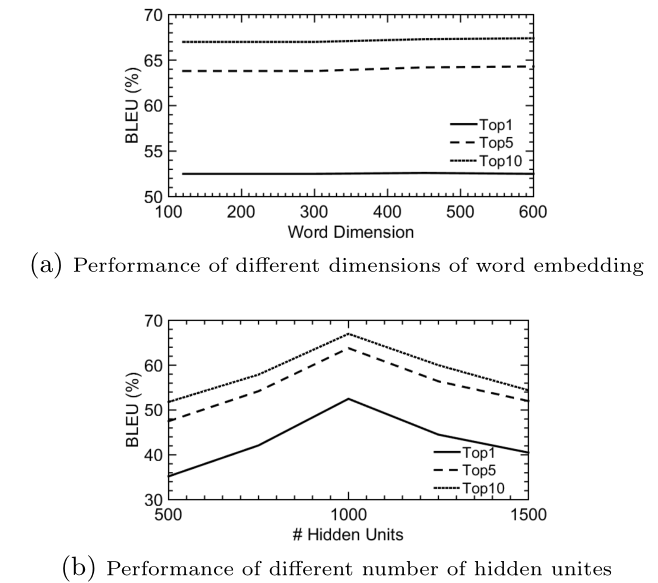 70
65
60
55
50
BLEU (%)
Top1
Top5
Top10
100 200 300 400 500 600
Word Dimension
(a) Performance of different dimensions of word embedding
70
60
50
40
30
BLEU (%)
Top1
Top5
Top10
500 1000 1500
# Hidden Units
(b) Performance of different number of hidden unites